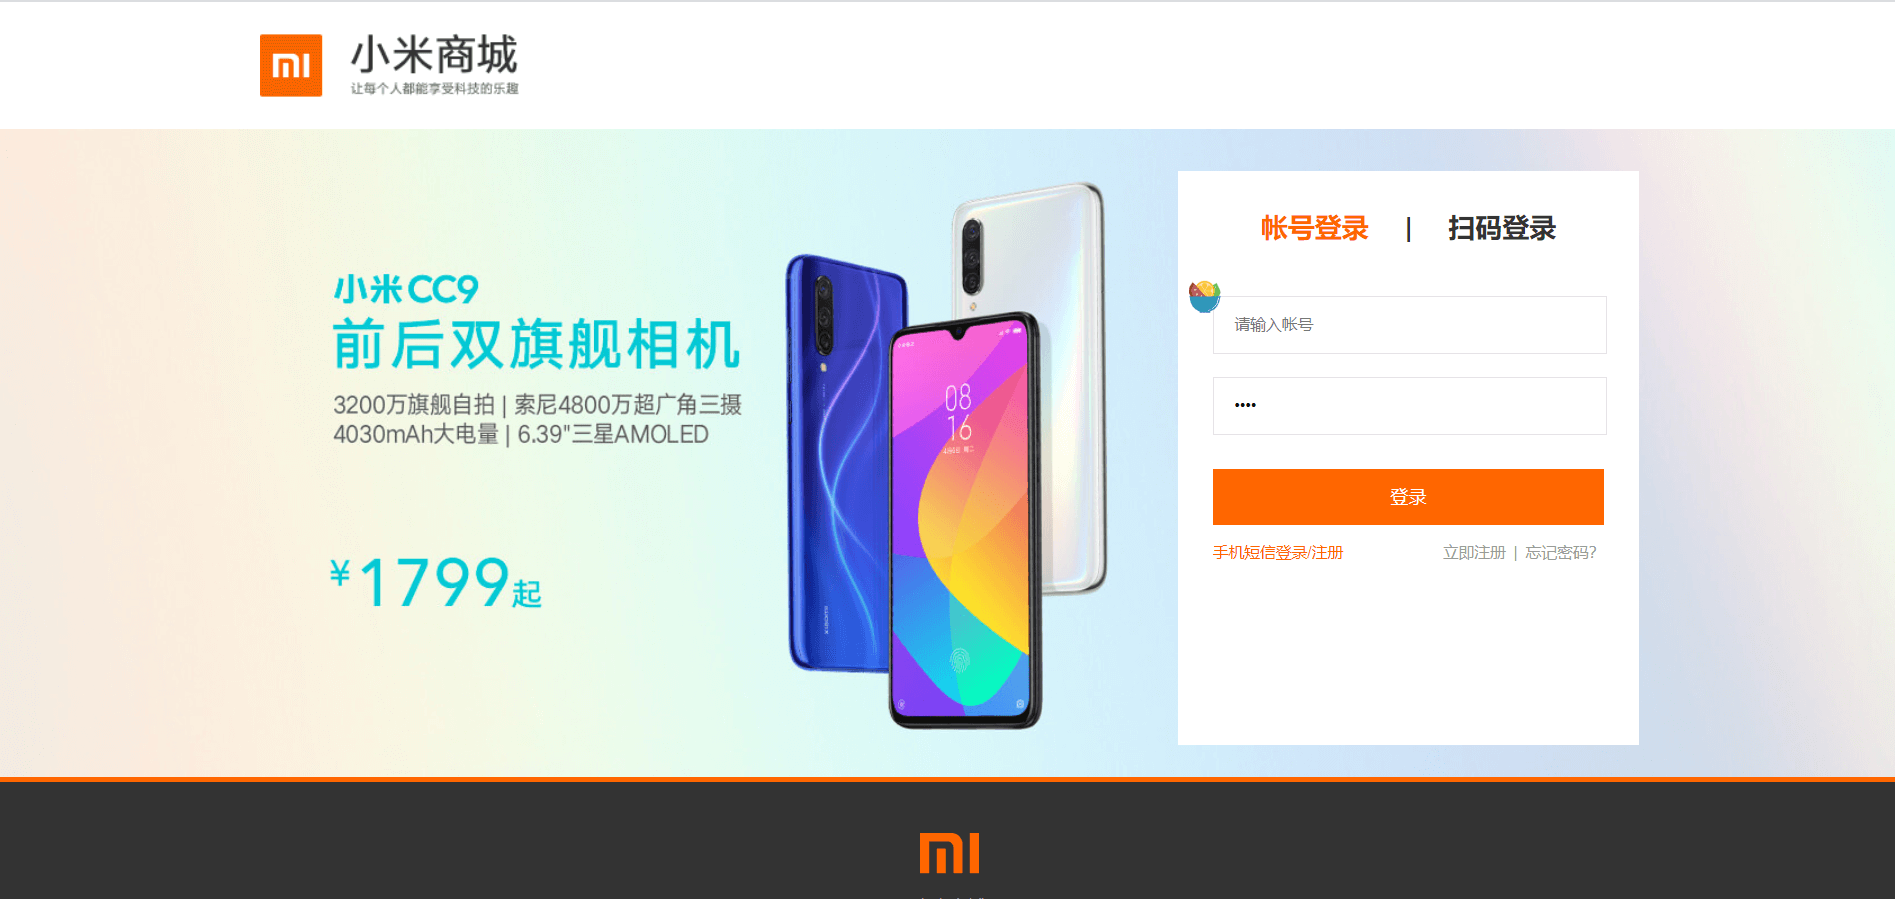 小米商城
让每个人都能享受科技的乐趣
帐号登录 | 扫码登录
小米CC9
前后双旗舰相机
3200万旗舰自拍 | 索尼4800万超广角三摄
4030mAh大电量 | 6.39"三星AMOLED
¥1799起
08
16
请输入帐号
••••
登录
手机短信登录/注册
立即注册 | 忘记密码?